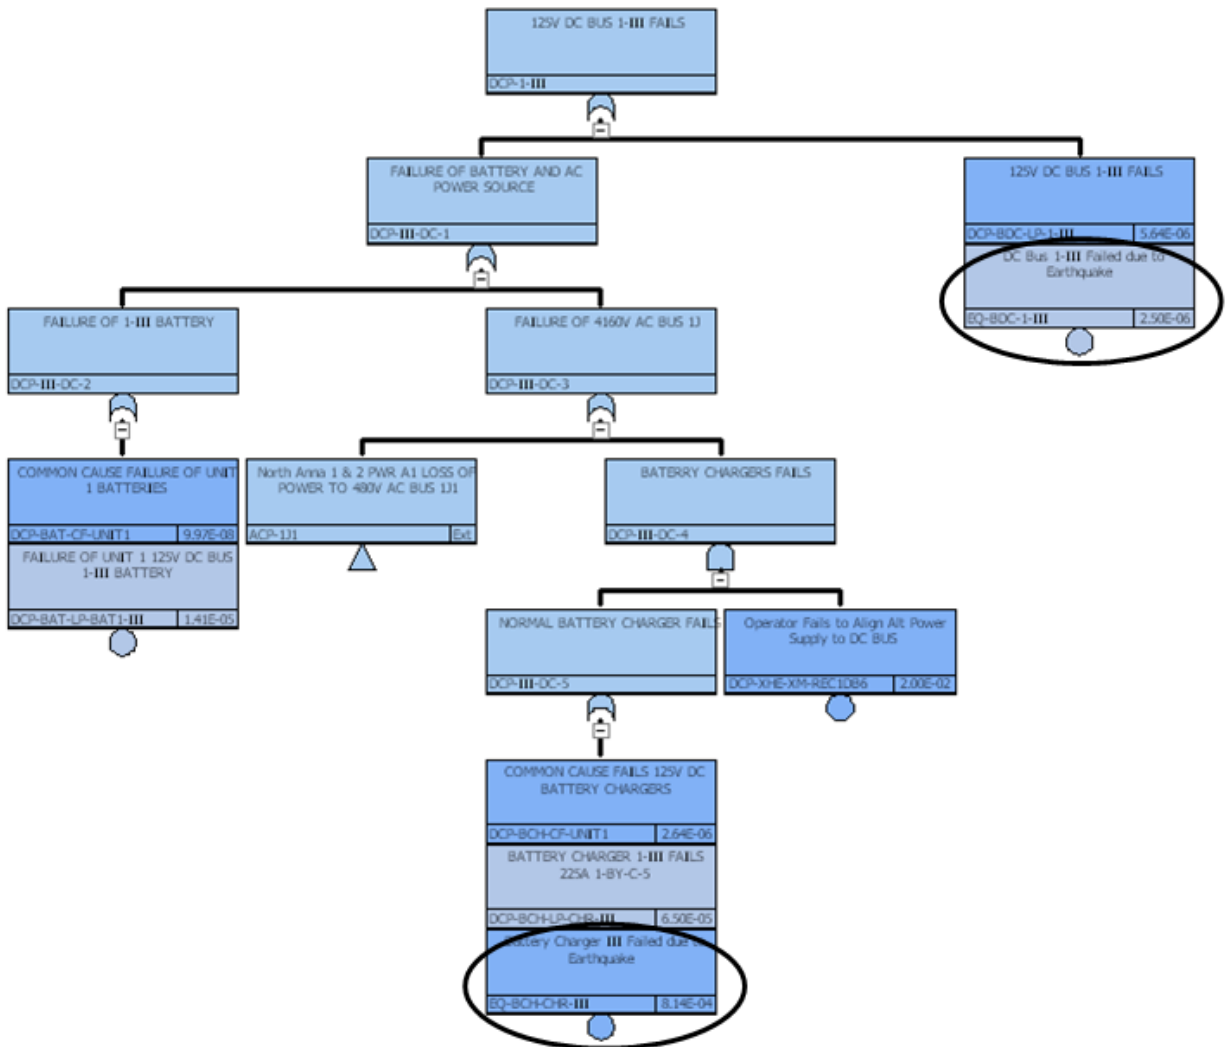 125V DC BUS 1-III FAILS
DCP-1-III
FAILURE OF BATTERY AND AC
POWER SOURCE
DCP-III-DC-1
125V DC BUS 1-III FAILS
DCP-BDC-LP-1-III 5.64E-06
DC Bus 1-III Failed due to
Earthquake
EQ-BDC-1-III 2.50E-06
FAILURE OF 1-III BATTERY
DCP-III-DC-2
FAILURE OF 4160V AC BUS 1J
DCP-III-DC-3
COMMON CAUSE FAILURE OF UNIT
1 BATTERIES
DCP-BAT-CF-UNIT1 9.97E-08
FAILURE OF UNIT 1 125V DC BUS
1-III BATTERY
DCP-BAT-LP-BAT1-III 1.41E-05
North Anna 1 & 2 PWR A1 LOSS OF
POWER TO 480V AC BUS 1J1
ACP-1J1 Ext
BATERRY CHARGERS FAILS
DCP-III-DC-4
NORMAL BATTERY CHARGER FAILS
DCP-III-DC-5
Operator Fails to Align Alt Power
Supply to DC BUS
DCP-XHE-XM-REC1DB6 2.00E-02
COMMON CAUSE FAILS 125V DC
BATTERY CHARGERS
DCP-BCH-CF-UNIT1 2.64E-06
BATTERY CHARGER 1-III FAILS
225A 1-BY-C-5
DCP-BCH-LP-CHR-III 6.50E-05
Battery Charger III Failed due to
Earthquake
EQ-BCH-CHR-III 8.14E-04